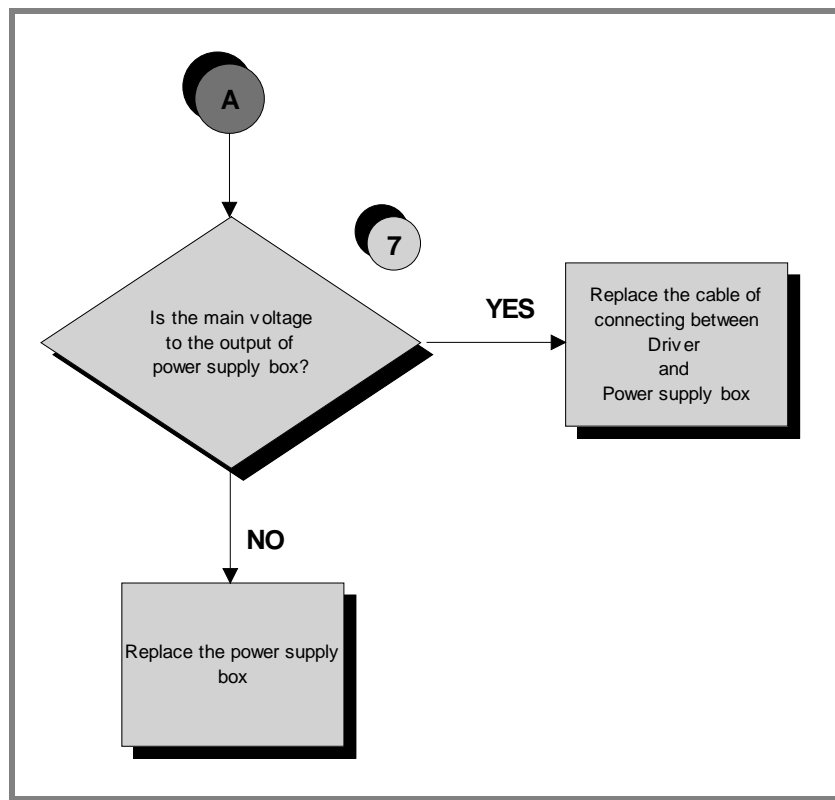 A
7
Is the main voltage
to the output of
power supply box?
YES
Replace the cable of
connecting between
Driver
and
Power supply box
NO
Replace the power supply
box